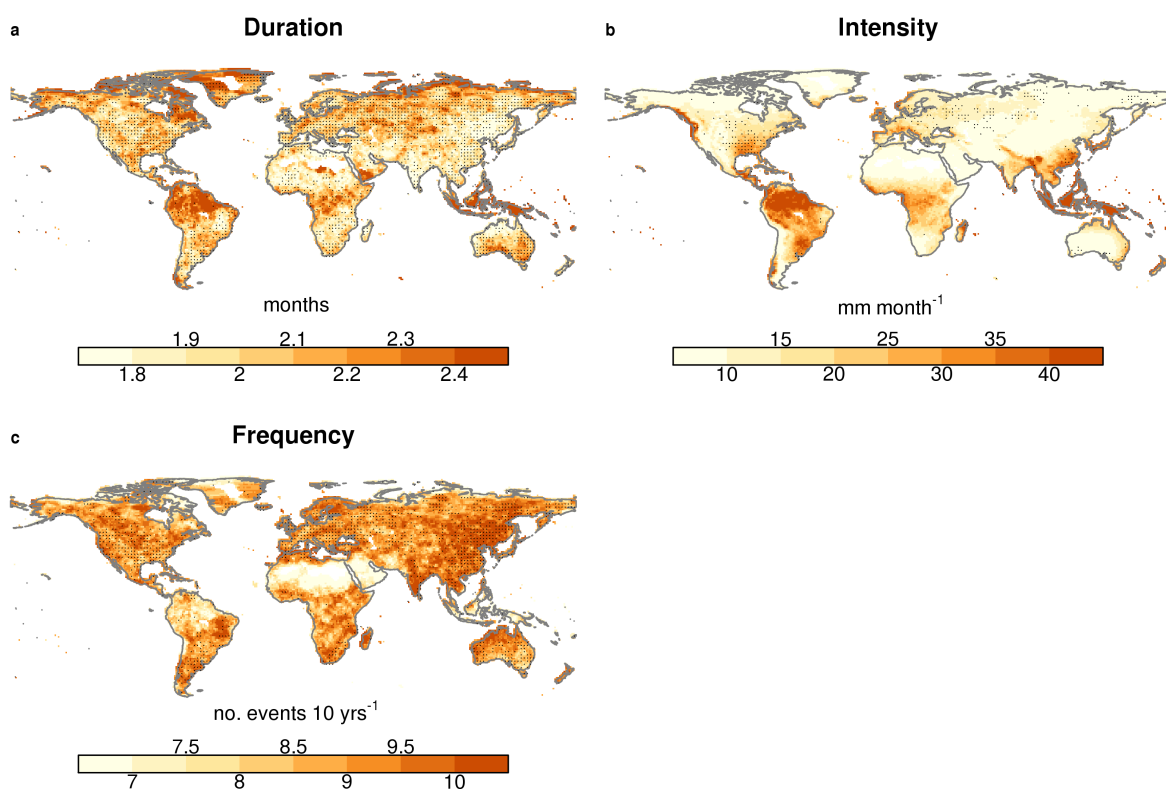 a
Duration
months
1.9 2.1 2.3
1.8 2 2.2 2.4
b
Intensity
mm month-1
15 25 35
10 20 30 40
c
Frequency
no. events 10 yrs-1
7.5 8.5 9.5
7 8 9 10